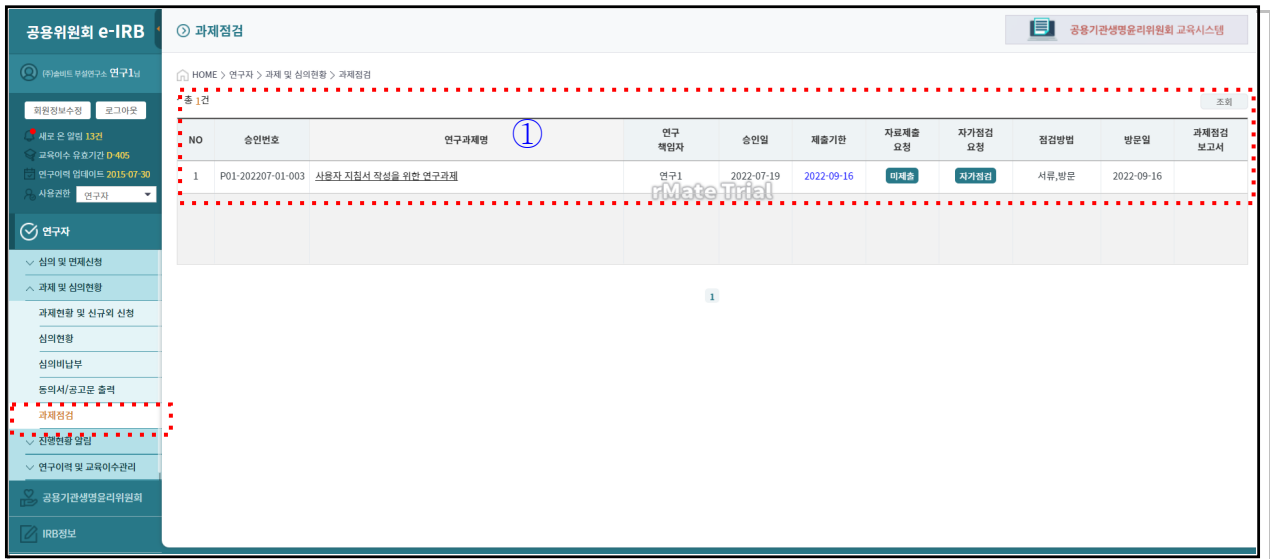 공용위원회 e-IRB
과제점검
공용기관생명윤리위원회 교육시스템
(주)솔비트 부설연구소 연구1님
HOME > 연구자 > 과제 및 심의현황 > 과제점검
총 1건
조회
회원정보수정
로그아웃
새로 온 알림 13건
교육이수 유효기간 D-405
연구이력 업데이트 2015-07-30
사용권한 연구자
NO 승인번호 연구과제명 ① 연구 책임자 승인일 제출기한 자료제출 요청 자가점검 요청 점검방법 방문일 과제점검 보고서
1 P01-202207-01-003 사용자 지침서 작성을 위한 연구과제 연구1 2022-07-19 2022-09-16 미제출 자가점검 서류,방문 2022-09-16
rMate Trial
1
연구자
심의 및 면제신청
과제 및 심의현황
과제현황 및 신규외 신청
심의현황
심의비납부
동의서/공고문 출력
과제점검
진행현황 알림
연구이력 및 교육이수관리
공용기관생명윤리위원회
IRB정보